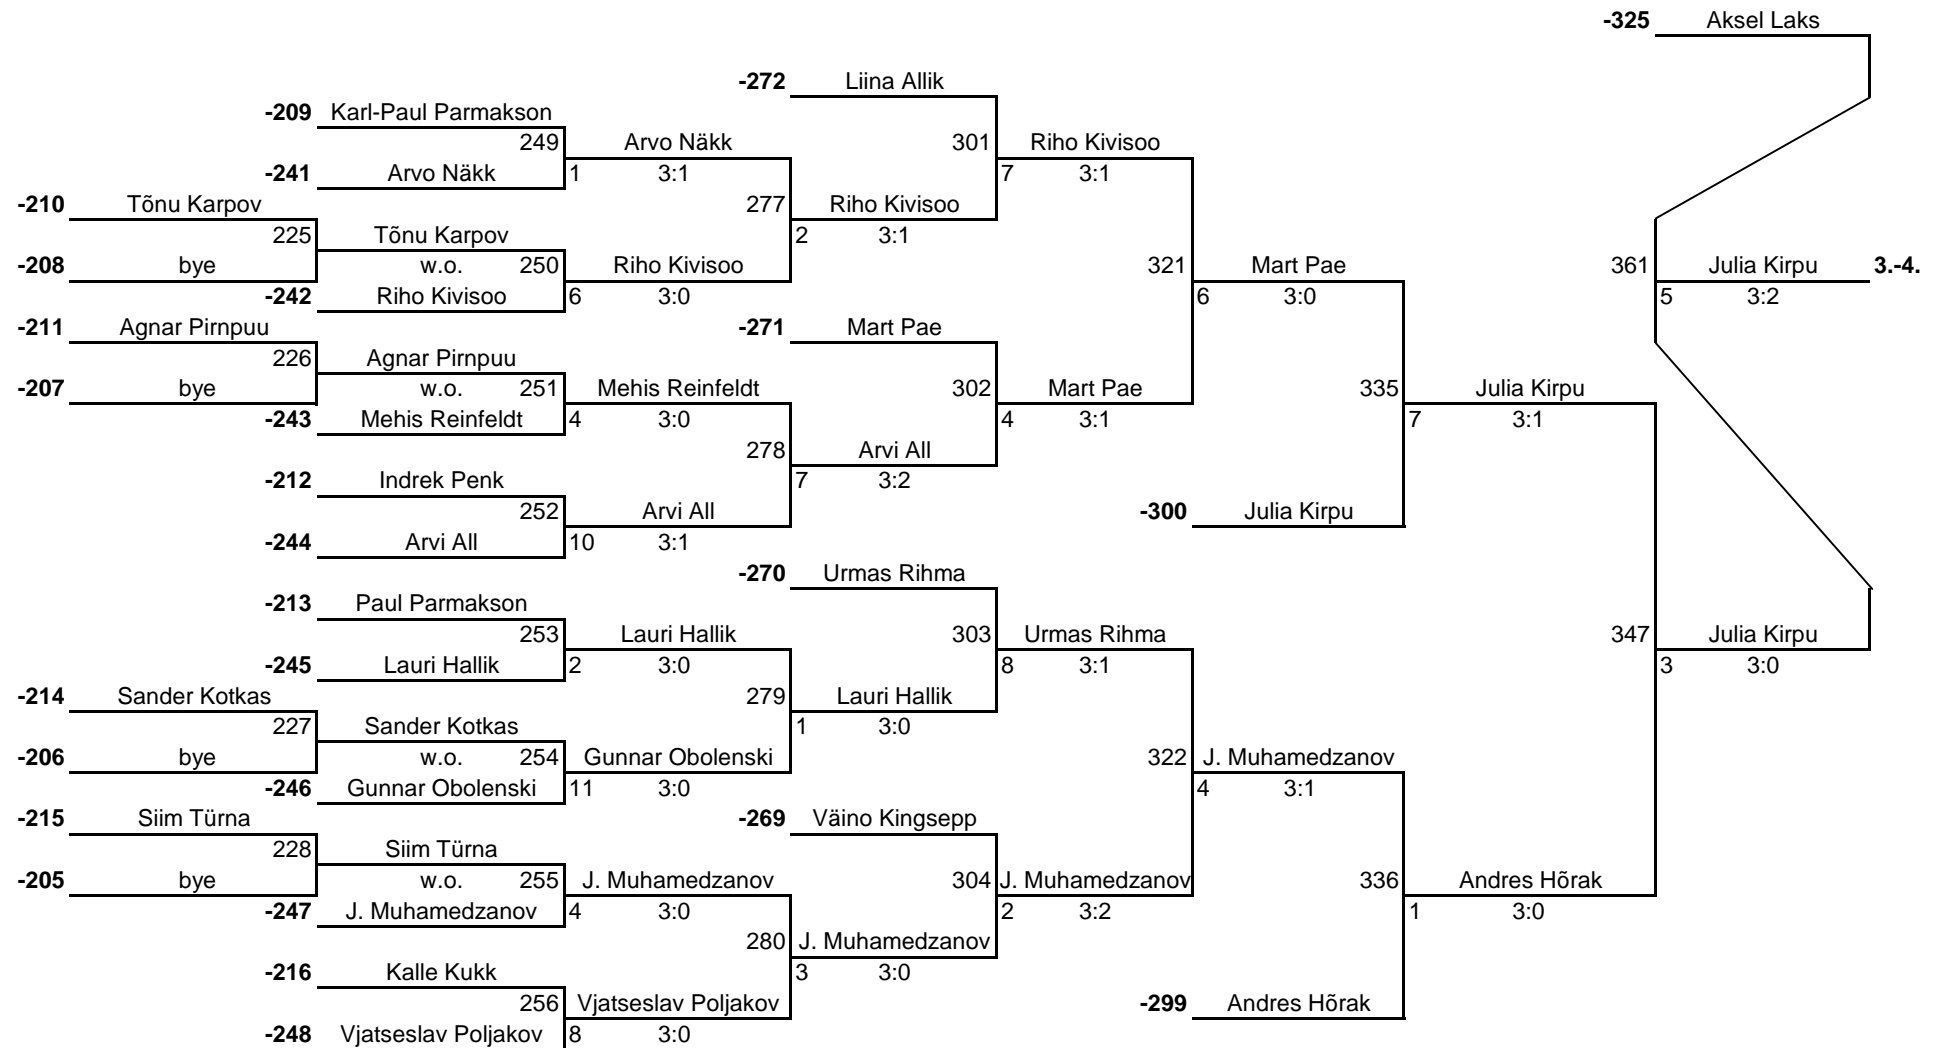 -325 Aksel Laks
-272 Liina Allik
-209 Karl-Paul Parmakson
249 Arvo Näkk 301 Riho Kivisoo
-241 Arvo Näkk 1 3:1 7 3:1
-210 Tõnu Karpov 277 Riho Kivisoo
225 Tõnu Karpov 2 3:1
-208 bye w.o. 250 Riho Kivisoo 321 Mart Pae 361 Julia Kirpu 3.-4.
-242 Riho Kivisoo 6 3:0 6 3:0 5 3:2
-211 Agnar Pirnpuu -271 Mart Pae
226 Agnar Pirnpuu
-207 bye w.o. 251 Mehis Reinfeldt 302 Mart Pae 335 Julia Kirpu
-243 Mehis Reinfeldt 4 3:0 4 3:1 7 3:1
278 Arvi All
-212 Indrek Penk 7 3:2
252 Arvi All -300 Julia Kirpu
-244 Arvi All 10 3:1
-270 Urmas Rihma
-213 Paul Parmakson
253 Lauri Hallik 303 Urmas Rihma 347 Julia Kirpu
-245 Lauri Hallik 2 3:0 8 3:1 3 3:0
-214 Sander Kotkas 279 Lauri Hallik
227 Sander Kotkas 1 3:0
-206 bye w.o. 254 Gunnar Obolenski 322 J. Muhamedzanov
-246 Gunnar Obolenski 11 3:0 4 3:1
-215 Siim Türna -269 Väino Kingsepp
228 Siim Türna
-205 bye w.o. 255 J. Muhamedzanov 304 J. Muhamedzanov 336 Andres Hõrak
-247 J. Muhamedzanov 4 3:0 2 3:2 1 3:0
280 J. Muhamedzanov
-216 Kalle Kukk 3 3:0
256 Vjatseslav Poljakov -299 Andres Hõrak
-248 Vjatseslav Poljakov 8 3:0